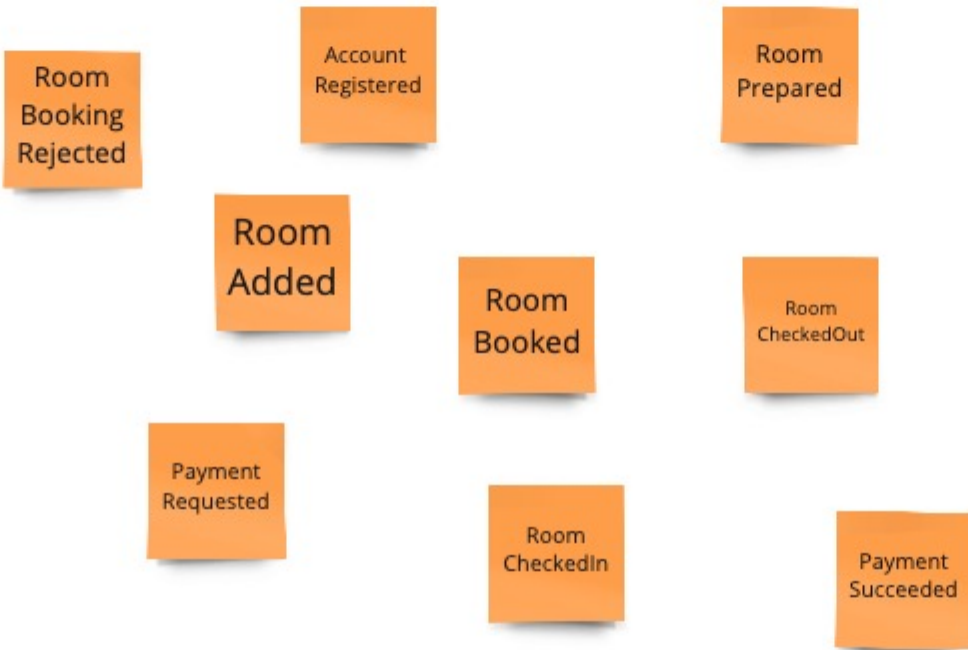 Room
Booking
Rejected
Account
Registered
Room
Prepared
Room
Added
Room
Booked
Room
CheckedOut
Payment
Requested
Room
CheckedIn
Payment
Succeeded